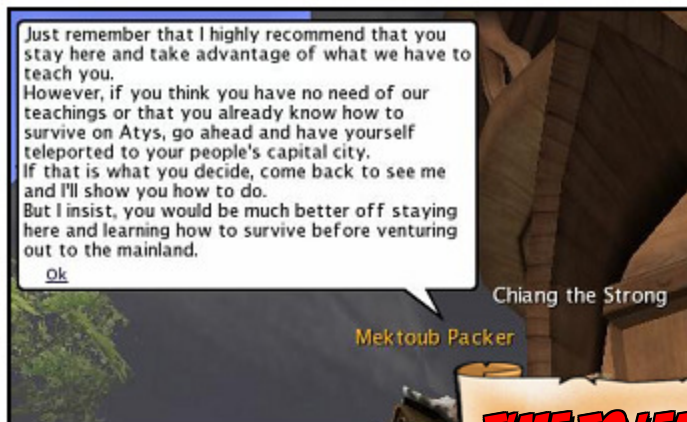 Just remember that I highly recommend that you
stay here and take advantage of what we have to
teach you.
However, if you think you have no need of our
teachings or that you already know how to
survive on Atys, go ahead and have yourself
teleported to your people's capital city.
If that is what you decide, come back to see me
and I'll show you how to do.
But I insist, you would be much better off staying
here and learning how to survive before venturing
out to the mainland.
Ok
Chiang the Strong
Mektoub Packer